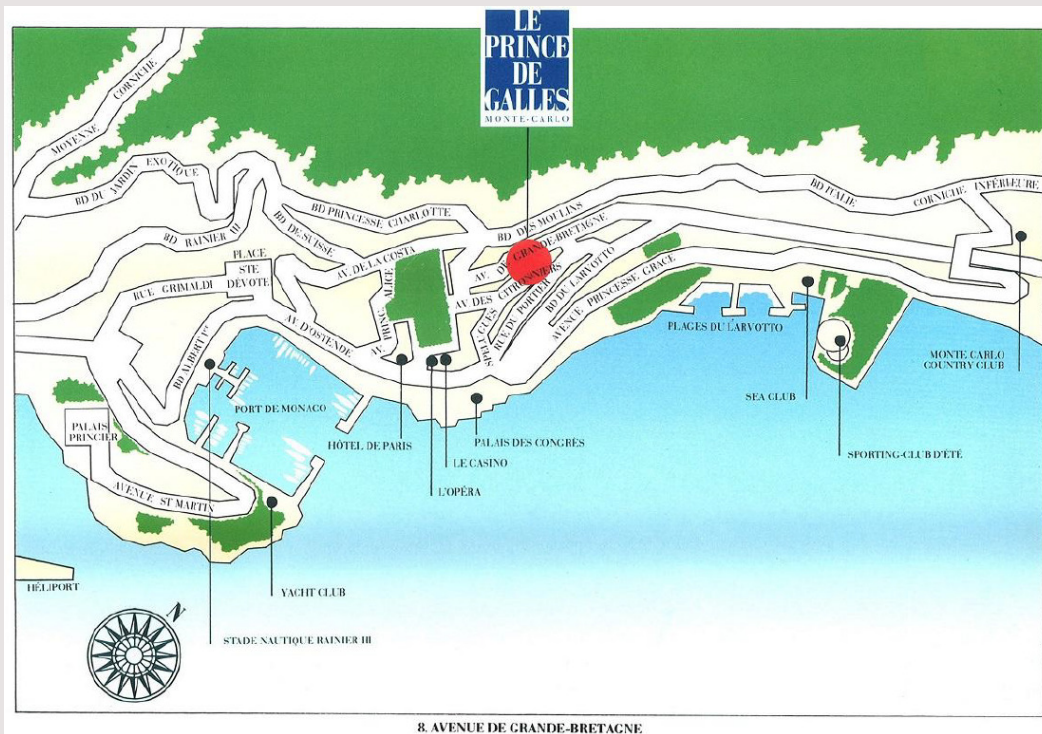 LE
PRINCE
DE
GALLES
MONTE-CARLO
MOYENNE CORNICHE
BD DU JARDIN EXOTIQUE
BD PRINCESSE CHARLOTTE
BD DES MOULINS
BD ITALIE
CORNICHE INFÉRIEURE
BD RAINIER III
BD DE SUISSE
AV. DE LA COSTA
AV. DE GRANDE-BRETAGNE
PLACE
STE
DÉVOTE
RUE GRIMALDI
AV. PRINC. ALICE
AV. DES CITRONNIERS
SPÉLUGUES
RUE DU PORTIER
BD DU LARVOTTO
AVENUE PRINCESSE GRACE
AV. D'OSTENDE
BD ALBERT 1ER
PLAGES DU LARVOTTO
MONTE CARLO
COUNTRY CLUB
SEA CLUB
PORT DE MONACO
PALAIS
PRINCIER
HÔTEL DE PARIS
PALAIS DES CONGRÈS
SPORTING-CLUB D'ÉTÉ
LE CASINO
L'OPÉRA
AVENUE ST MARTIN
HÉLIPORT
YACHT CLUB
N
STADE NAUTIQUE RAINIER III
8. AVENUE DE GRANDE-BRETAGNE